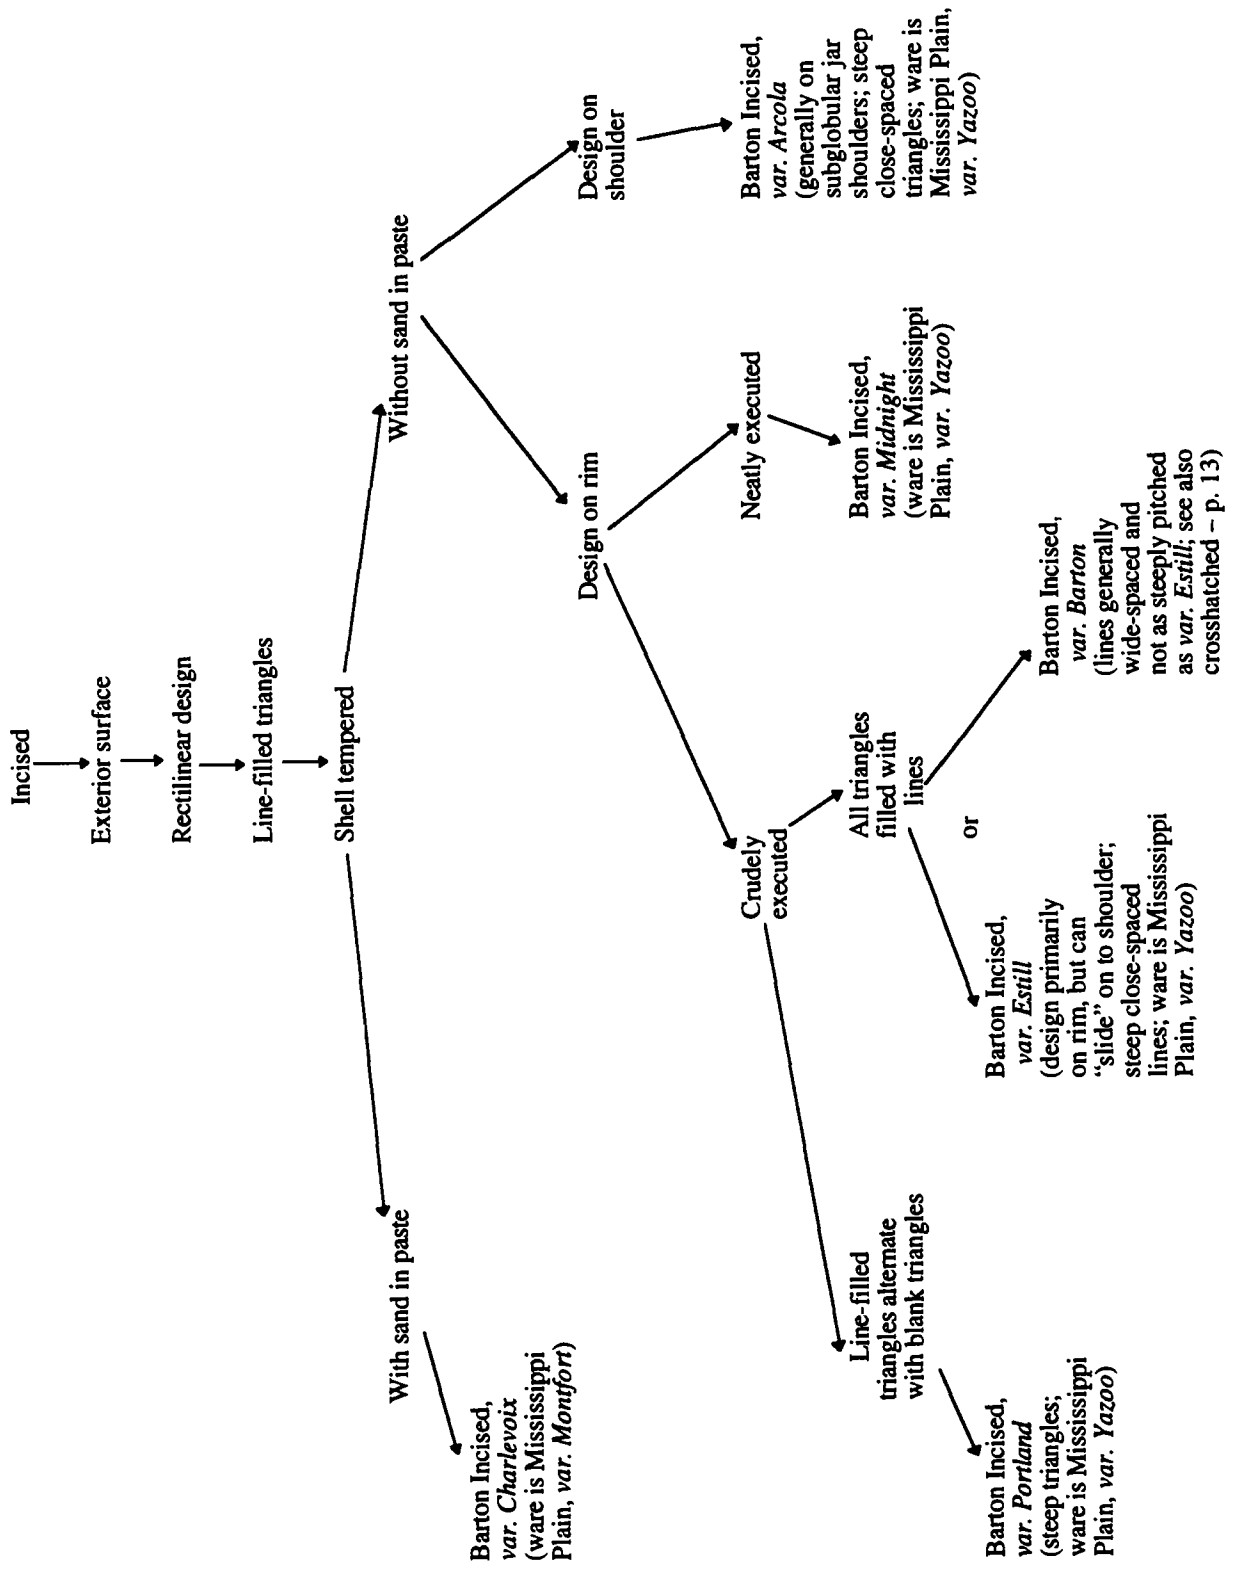 Incised
Exterior surface
Rectilinear design
Line-filled triangles
Shell tempered
With sand in paste
Without sand in paste
Barton Incised,
var. Charlevoix
(ware is Mississippi
Plain, var. Montfort)
Design on rim
Design on
shoulder
Crudely
executed
Neatly executed
Barton Incised,
var. Arcola
(generally on
subglobular jar
shoulders; steep
close-spaced
triangles; ware is
Mississippi Plain,
var. Yazoo)
Line-filled
triangles alternate
with blank triangles
All triangles
filled with
lines
Barton Incised,
var. Midnight
(ware is Mississippi
Plain, var. Yazoo)
Barton Incised,
var. Portland
(steep triangles;
ware is Mississippi
Plain, var. Yazoo)
Barton Incised,
var. Estill
(design primarily
on rim, but can
“slide” on to shoulder;
steep close-spaced
lines; ware is Mississippi
Plain, var. Yazoo)
or
Barton Incised,
var. Barton
(lines generally
wide-spaced and
not as steeply pitched
as var. Estill; see also
crosshatched – p. 13)